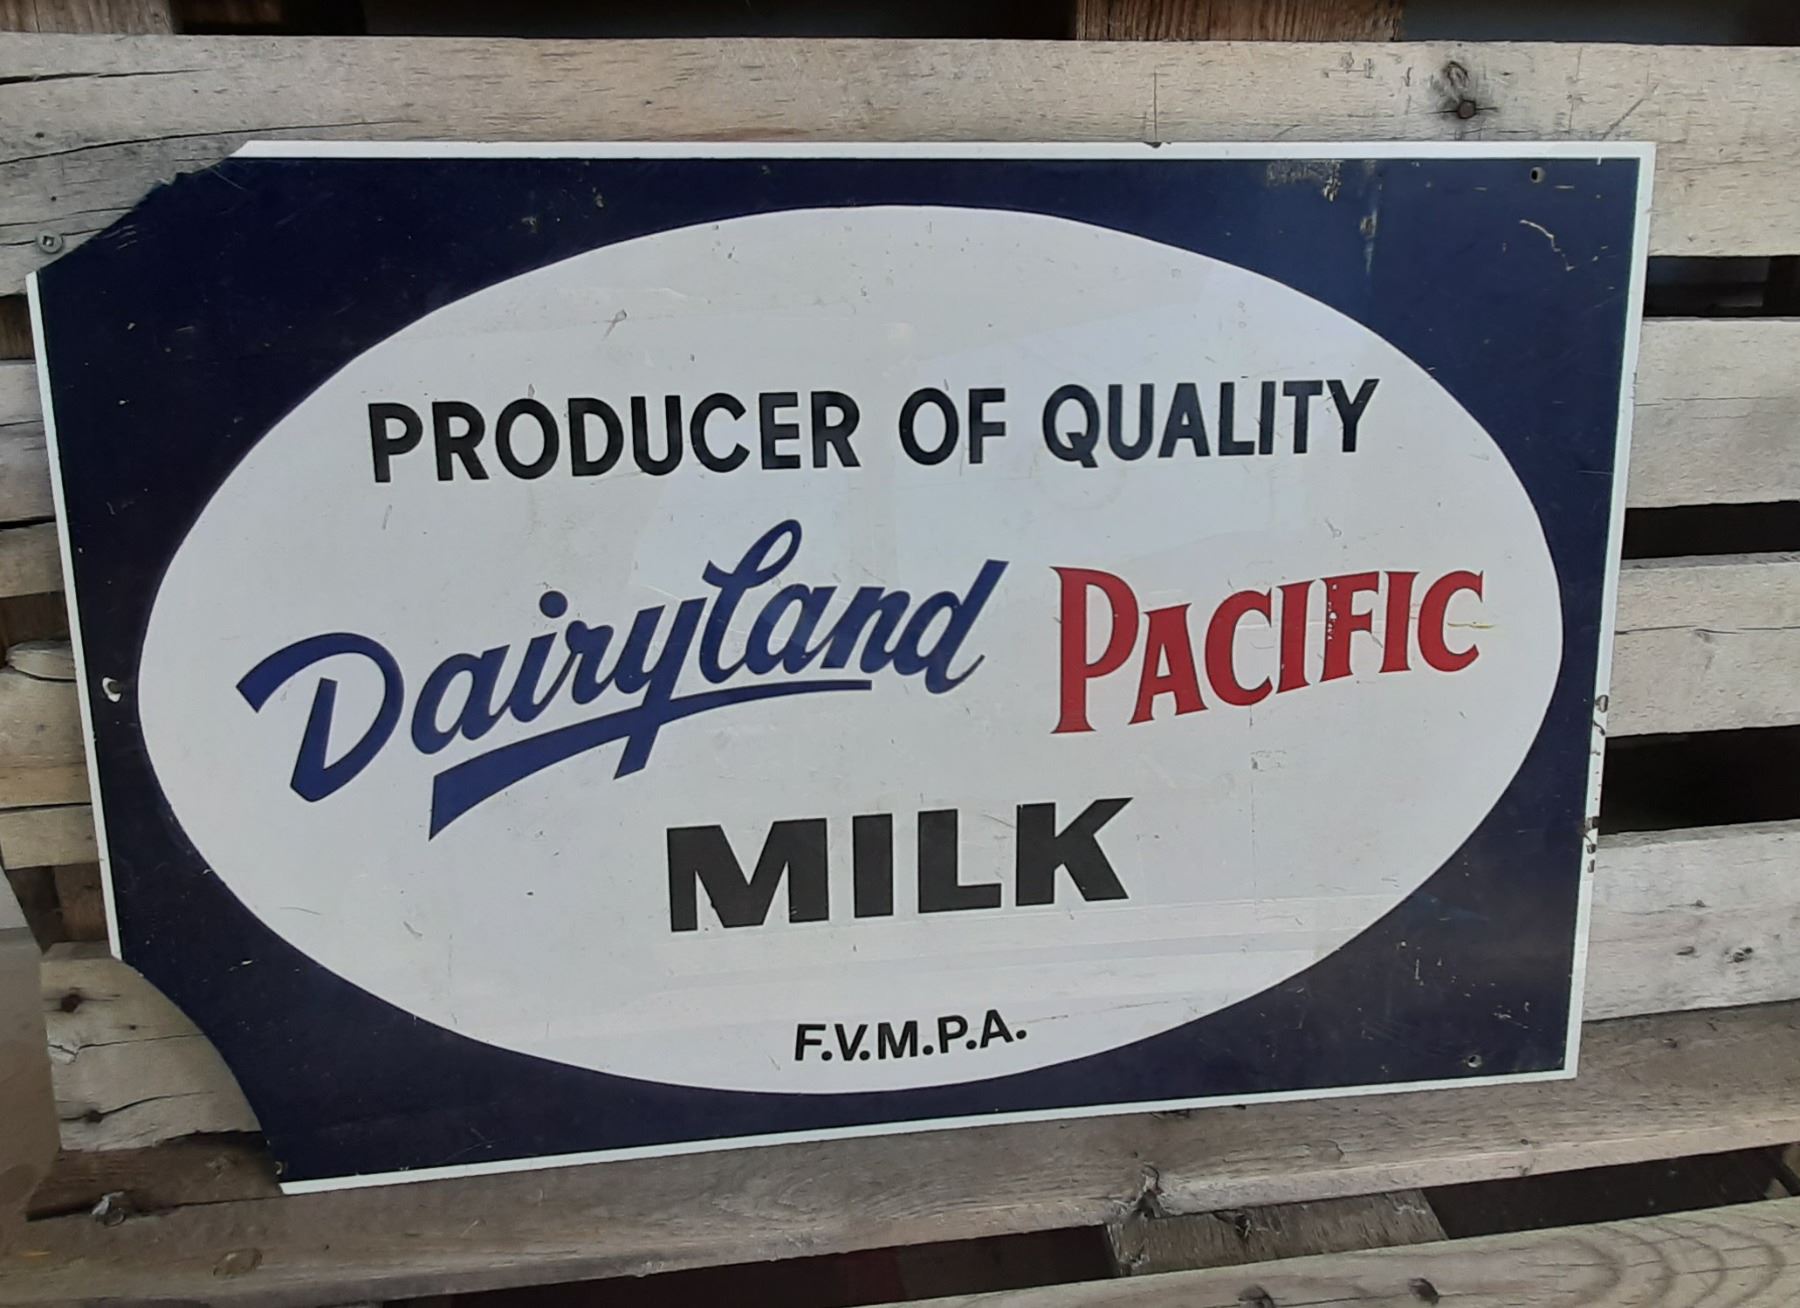 PRODUCER OF QUALITY
Dairyland PACIFIC
MILK
F.V.M.P.A.